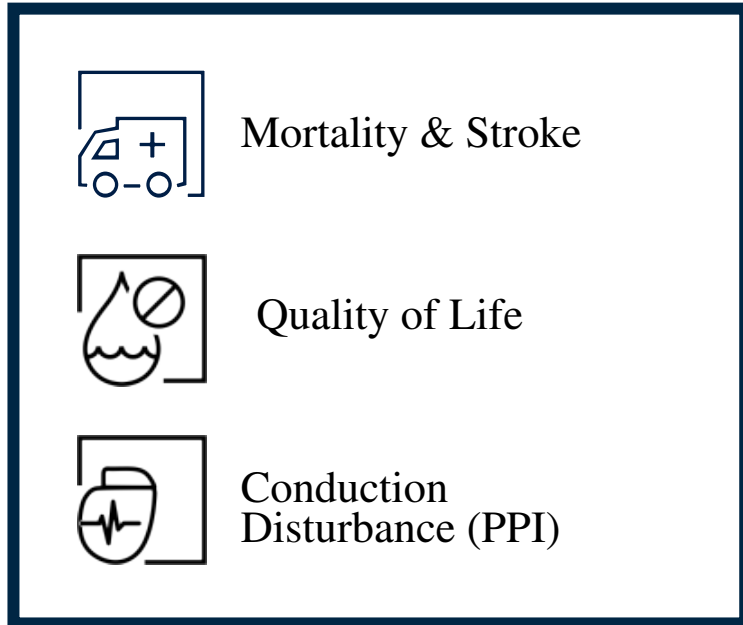 Mortality & Stroke
Quality of Life
Conduction
Disturbance (PPI)